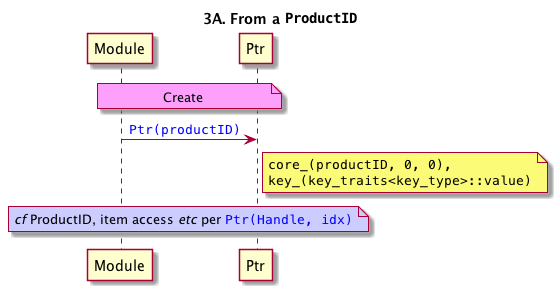 3A. From a ProductID
Module Ptr
Create
Ptr(productID)
core_(productID, 0, 0),
key_(key_traits<key_type>::value)
cf ProductID, item access etc per Ptr(Handle, idx)
Module Ptr